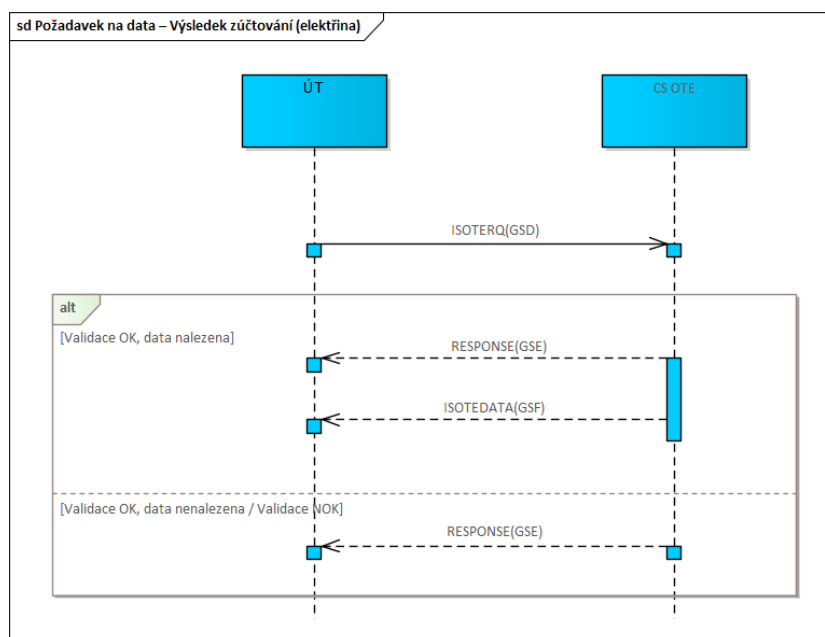 sd Požadavek na data – Výsledek zúčtování (elektřina)
ÚT
CS OTE
ISOTERQ(GSD)
alt
[Validace OK, data nalezena]
RESPONSE(GSE)
ISOTEDATA(GSF)
[Validace OK, data nenalezena / Validace NOK]
RESPONSE(GSE)